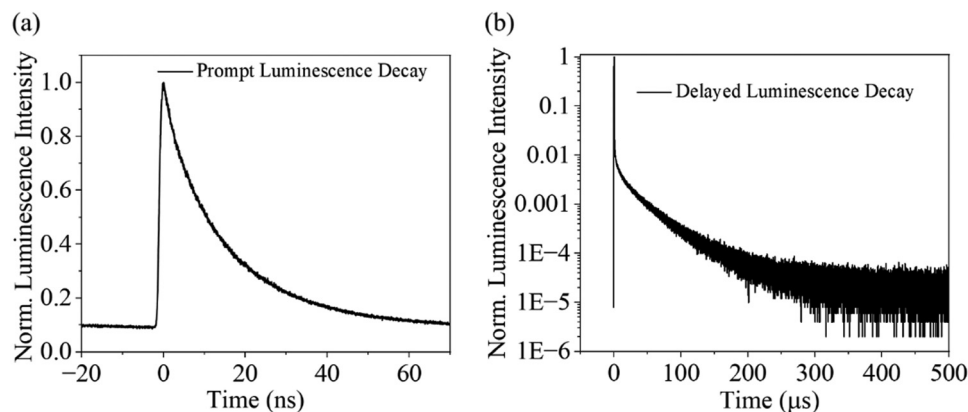 (a)
Prompt Luminescence Decay
Norm. Luminescence Intensity
1.0
0.8
0.6
0.4
0.2
0.0
−20
0
20
40
60
Time (ns)
(b)
Delayed Luminescence Decay
Norm. Luminescence Intensity
1
0.1
0.01
0.001
1E−4
1E−5
1E−6
0
100
200
300
400
500
Time (μs)